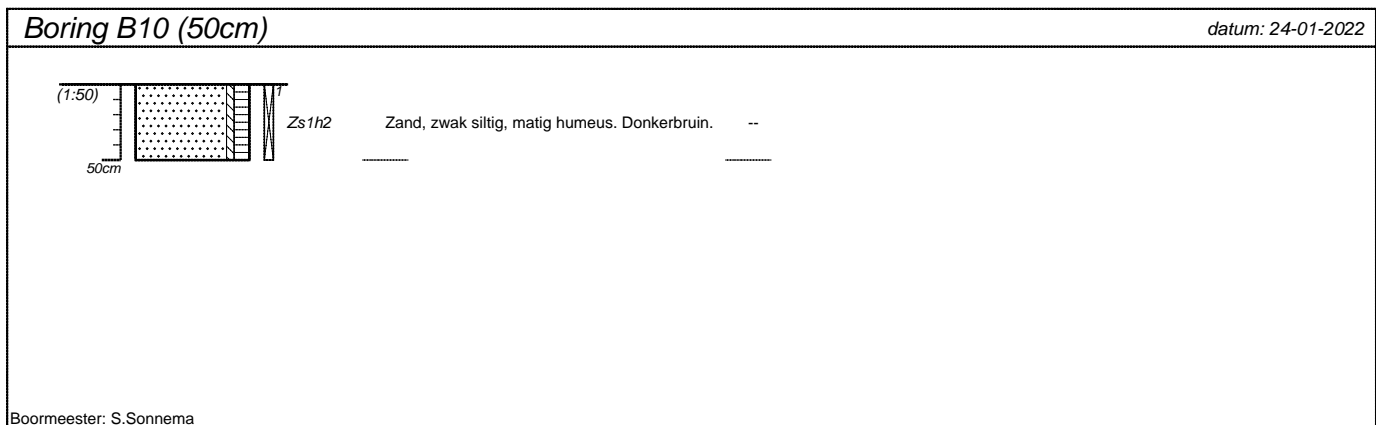 Boring B10 (50cm) datum: 24-01-2022
(1:50) 1
Zs1h2 Zand, zwak siltig, matig humeus. Donkerbruin. --
50cm
Boormeester: S.Sonnema